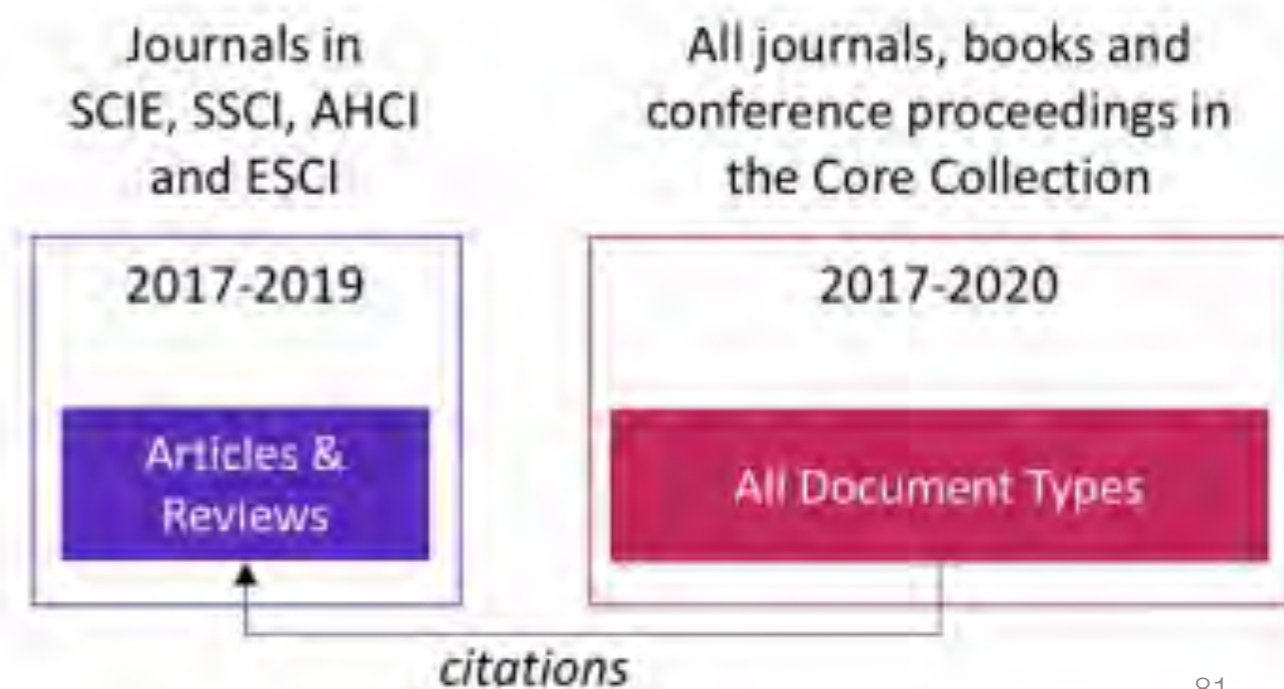 Journals in
SCIE, SSCI, AHCI
and ESCI
2017-2019
Articles &
Reviews
All journals, books and
conference proceedings in
the Core Collection
2017-2020
All Document Types
citations
81